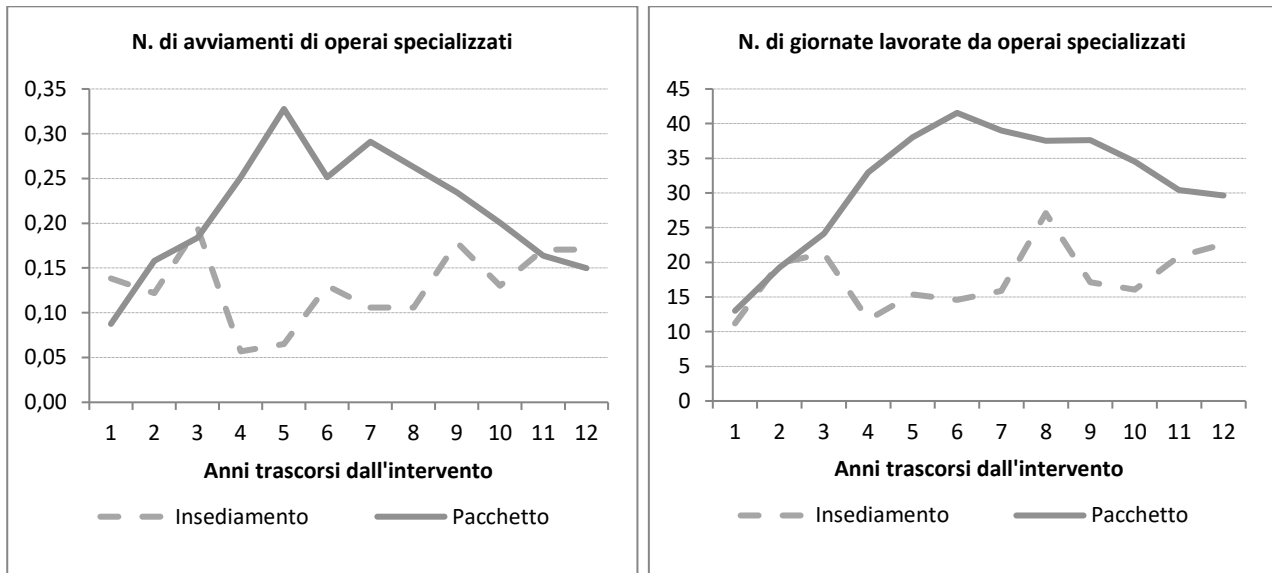 N. di avviamenti di operai specializzati
0,35
0,30
0,25
0,20
0,15
0,10
0,05
0,00
1 2 3 4 5 6 7 8 9 10 11 12
Anni trascorsi dall'intervento
Insediamento Pacchetto
N. di giornate lavorate da operai specializzati
45
40
35
30
25
20
15
10
5
0
1 2 3 4 5 6 7 8 9 10 11 12
Anni trascorsi dall'intervento
Insediamento Pacchetto